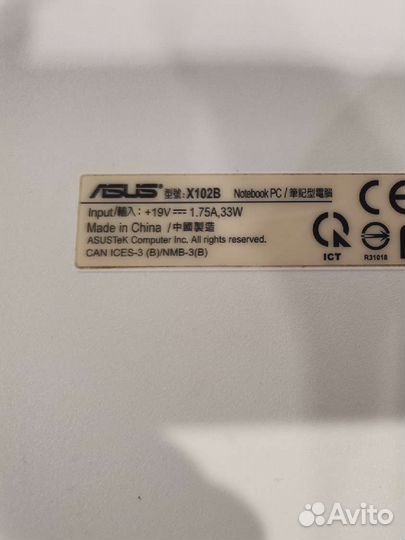 ASUS 型號: X102B Notebook PC / 筆記型電腦
Input/輸入: +19V⎓1.75A,33W
Made in China / 中國製造
ASUSTeK Computer Inc. All rights reserved.
CAN ICES-3 (B)/NMB-3(B)
CE
ICT
R31018
Avito